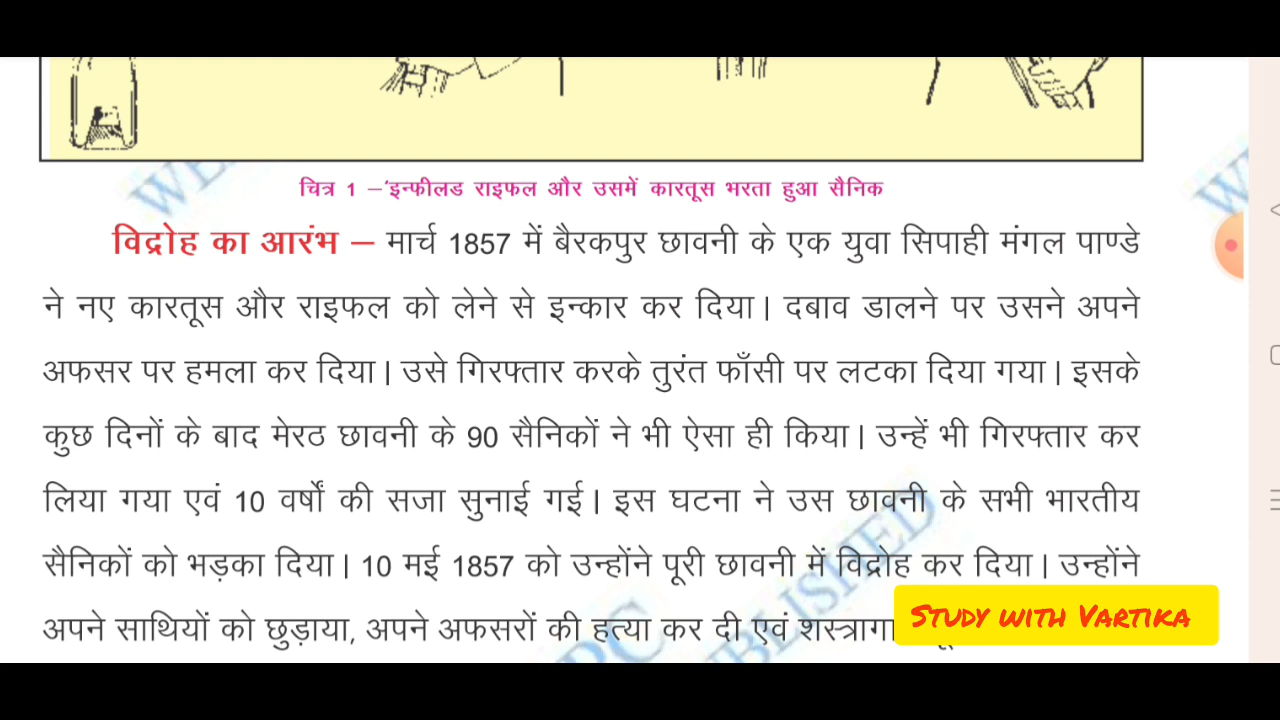 चित्र 1 – 'इन्फीलड राइफल और उसमें कारतूस भरता हुआ सैनिक
विद्रोह का आरंभ – मार्च 1857 में बैरकपुर छावनी के एक युवा सिपाही मंगल पाण्डे
ने नए कारतूस और राइफल को लेने से इन्कार कर दिया। दबाव डालने पर उसने अपने
अफसर पर हमला कर दिया। उसे गिरफ्तार करके तुरंत फाँसी पर लटका दिया गया। इसके
कुछ दिनों के बाद मेरठ छावनी के 90 सैनिकों ने भी ऐसा ही किया। उन्हें भी गिरफ्तार कर
लिया गया एवं 10 वर्षों की सजा सुनाई गई। इस घटना ने उस छावनी के सभी भारतीय
सैनिकों को भड़का दिया। 10 मई 1857 को उन्होंने पूरी छावनी में विद्रोह कर दिया। उन्होंने
अपने साथियों को छुड़ाया, अपने अफसरों की हत्या कर दी एवं
STUDY WITH VARTIKA